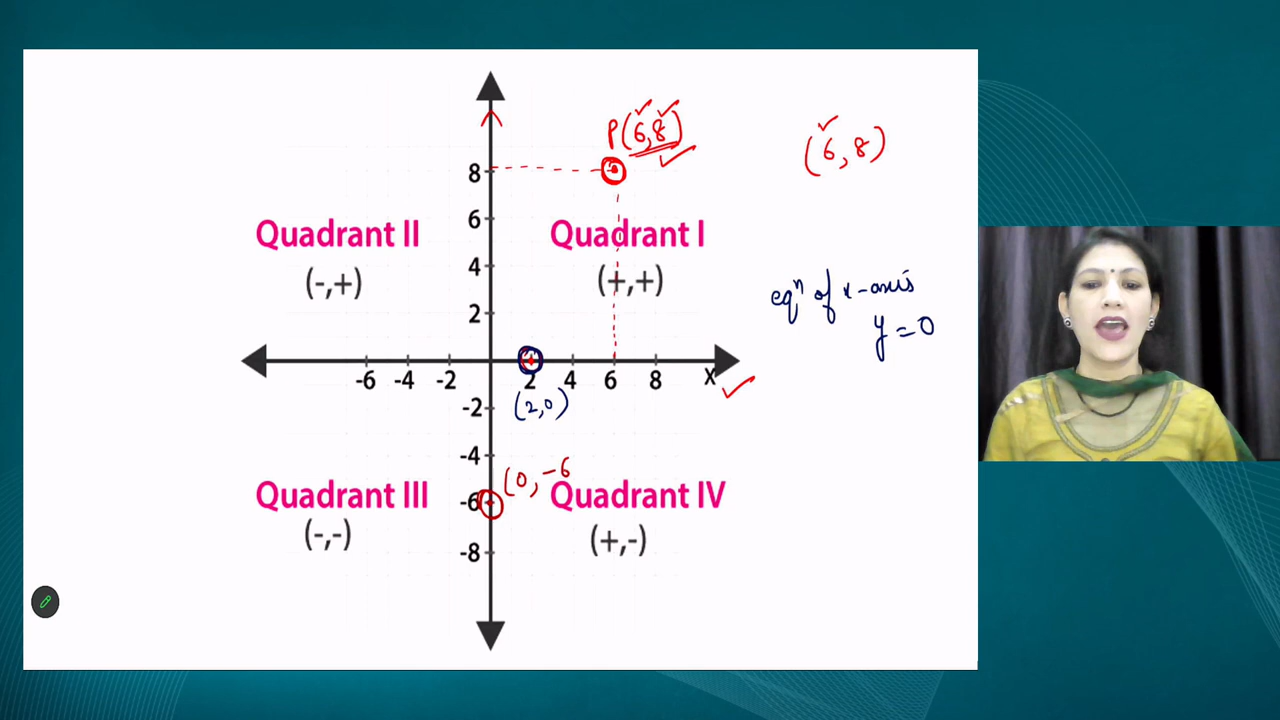 P(6,8)
(6,8)
8
Quadrant II
6
Quadrant I
(-,+)
4
(+,+)
eqⁿ of x-axis
2
y=0
-6 -4 -2 2 4 6 8 X
-2
(2,0)
-4
(0,-6
Quadrant III
-6
Quadrant IV
(-,-)
(+,-)
-8